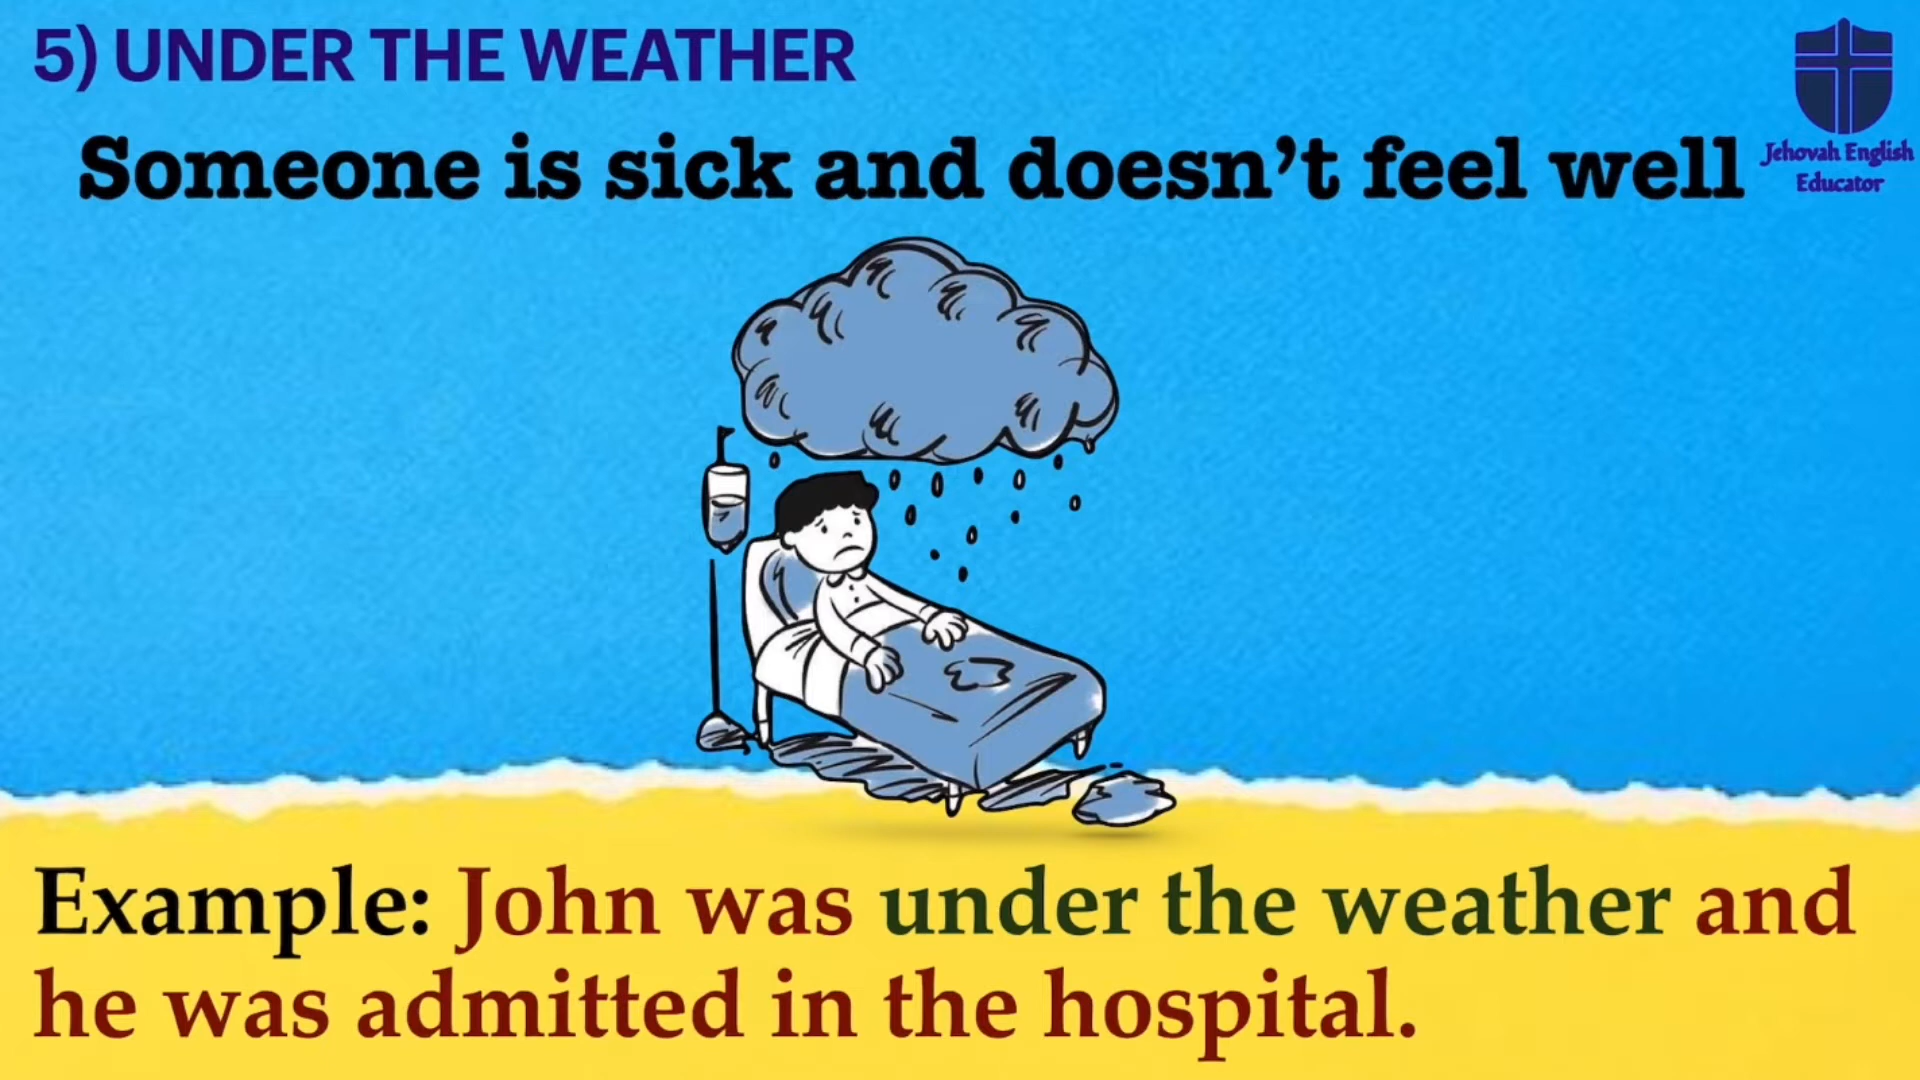 5) UNDER THE WEATHER
Someone is sick and doesn’t feel well
Jehovah English
Educator
Example: John was under the weather and
he was admitted in the hospital.